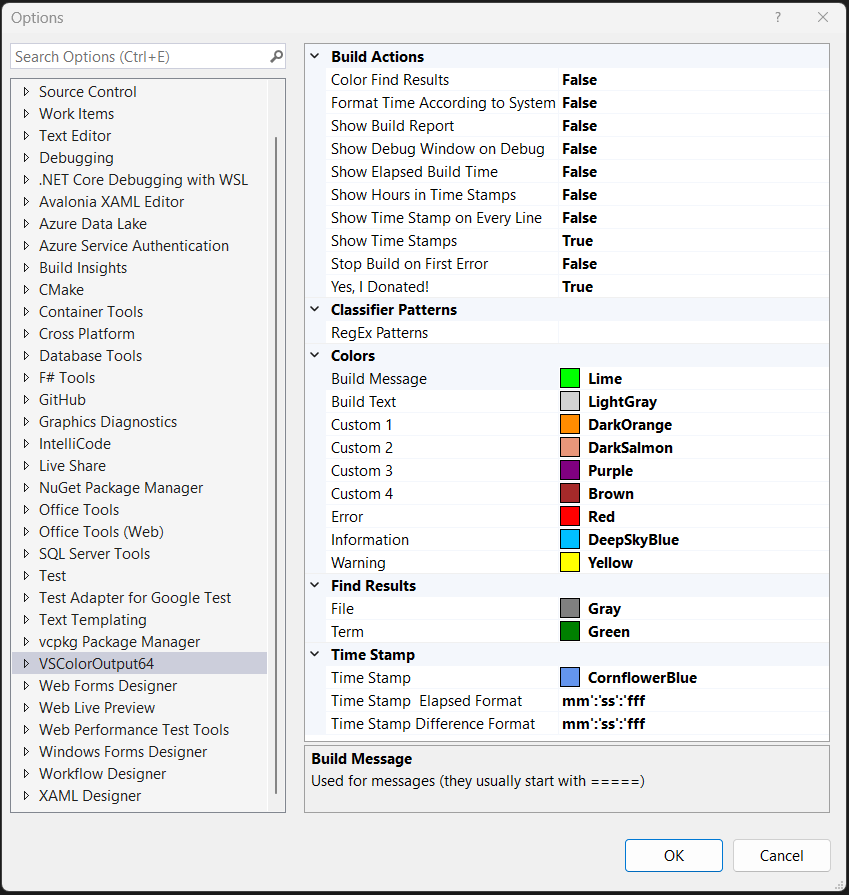 Options
?
Search Options (Ctrl+E)
Source Control
Work Items
Text Editor
Debugging
.NET Core Debugging with WSL
Avalonia XAML Editor
Azure Data Lake
Azure Service Authentication
Build Insights
CMake
Container Tools
Cross Platform
Database Tools
F# Tools
GitHub
Graphics Diagnostics
IntelliCode
Live Share
NuGet Package Manager
Office Tools
Office Tools (Web)
SQL Server Tools
Test
Test Adapter for Google Test
Text Templating
vcpkg Package Manager
VSColorOutput64
Web Forms Designer
Web Live Preview
Web Performance Test Tools
Windows Forms Designer
Workflow Designer
XAML Designer
Build Actions
Color Find Results False
Format Time According to System False
Show Build Report False
Show Debug Window on Debug False
Show Elapsed Build Time False
Show Hours in Time Stamps False
Show Time Stamp on Every Line False
Show Time Stamps True
Stop Build on First Error False
Yes, I Donated! True
Classifier Patterns
RegEx Patterns
Colors
Build Message Lime
Build Text LightGray
Custom 1 DarkOrange
Custom 2 DarkSalmon
Custom 3 Purple
Custom 4 Brown
Error Red
Information DeepSkyBlue
Warning Yellow
Find Results
File Gray
Term Green
Time Stamp
Time Stamp CornflowerBlue
Time Stamp  Elapsed Format mm':'ss':'fff
Time Stamp Difference Format mm':'ss':'fff
Build Message
Used for messages (they usually start with =====)
OK
Cancel